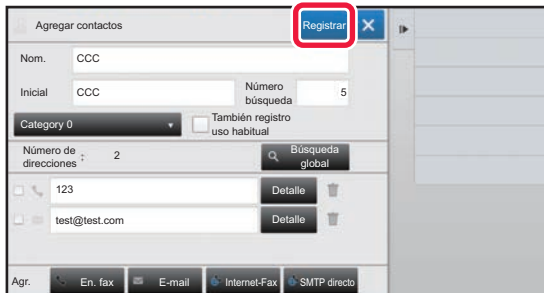 Agregar contactos Registrar
Nom. CCC
Inicial CCC Número búsqueda 5
Category 0 También registro uso habitual
Número de direcciones : 2 Búsqueda global
123 Detalle
test@test.com Detalle
Agr. En. fax E-mail Internet-Fax SMTP directo